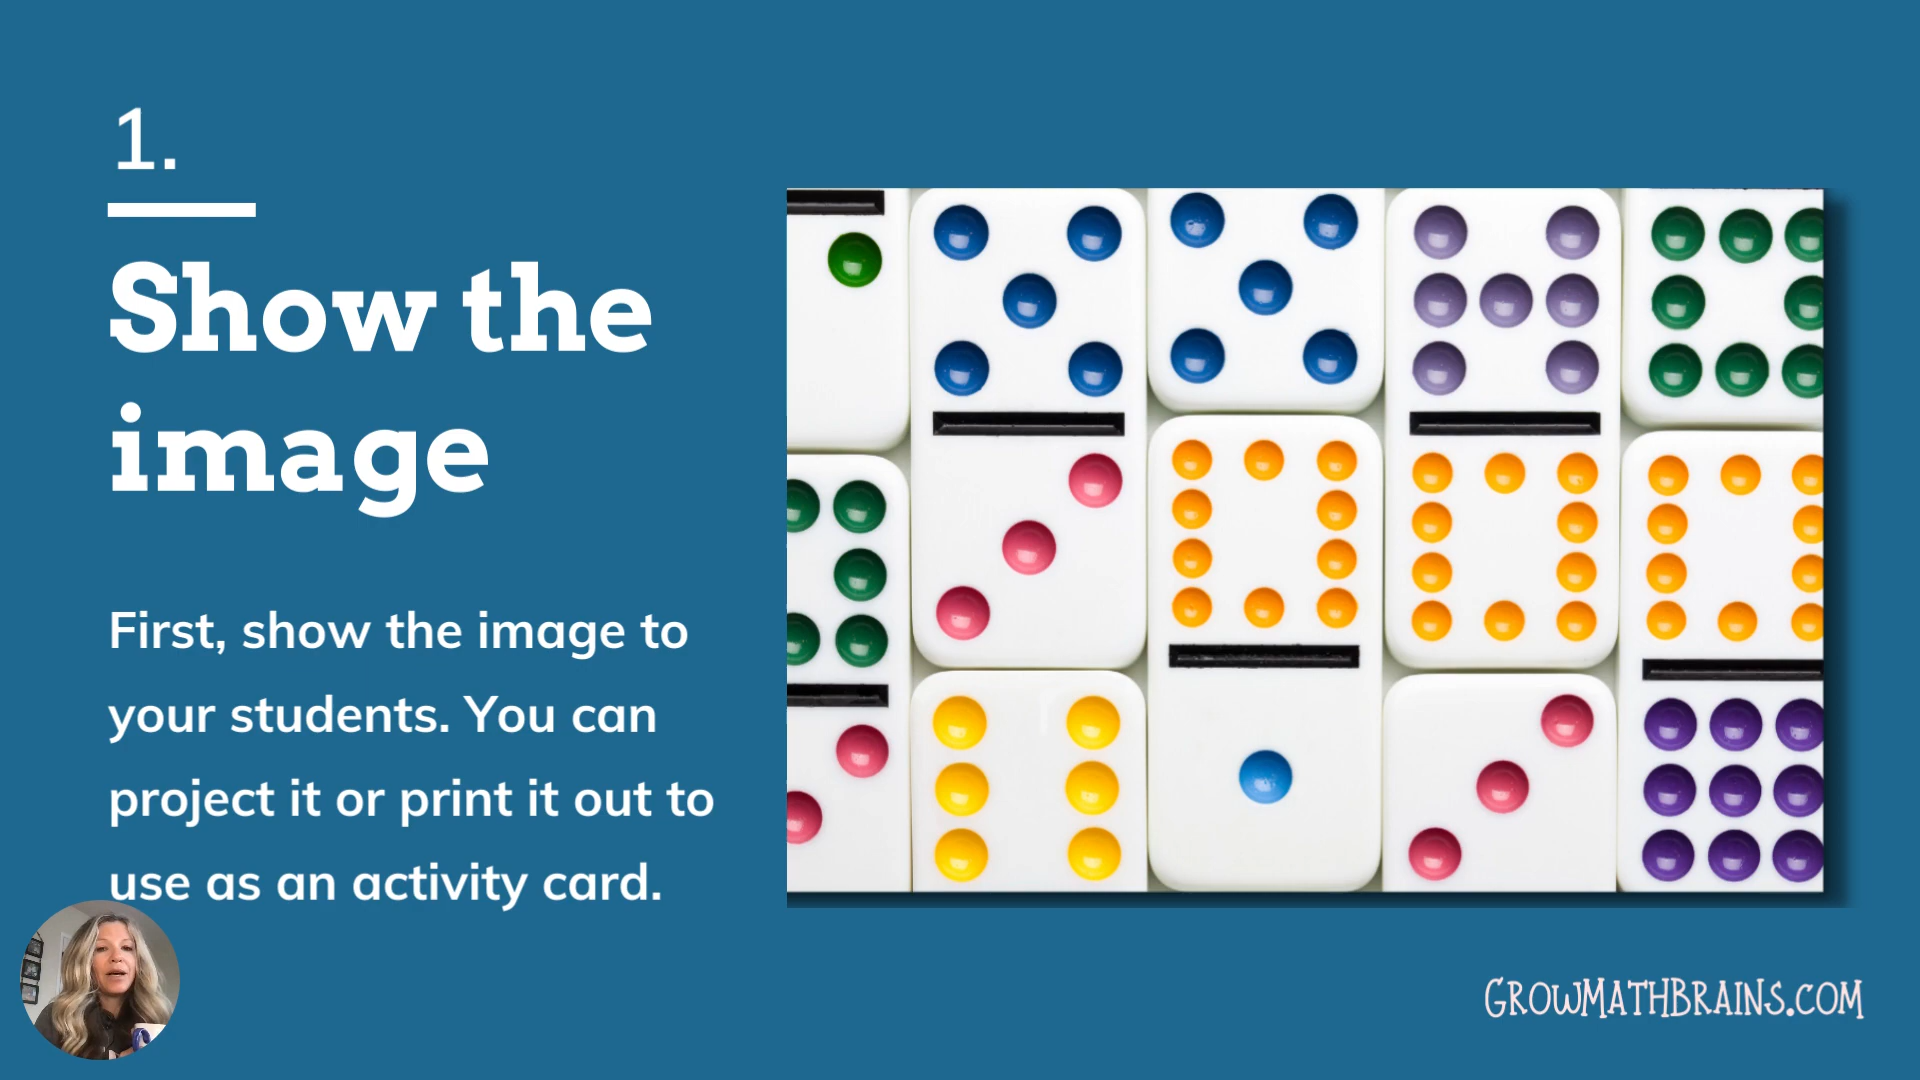 1.
Show the
image
First, show the image to
your students. You can
project it or print it out to
use as an activity card.
GROWMATHBRAINS.COM